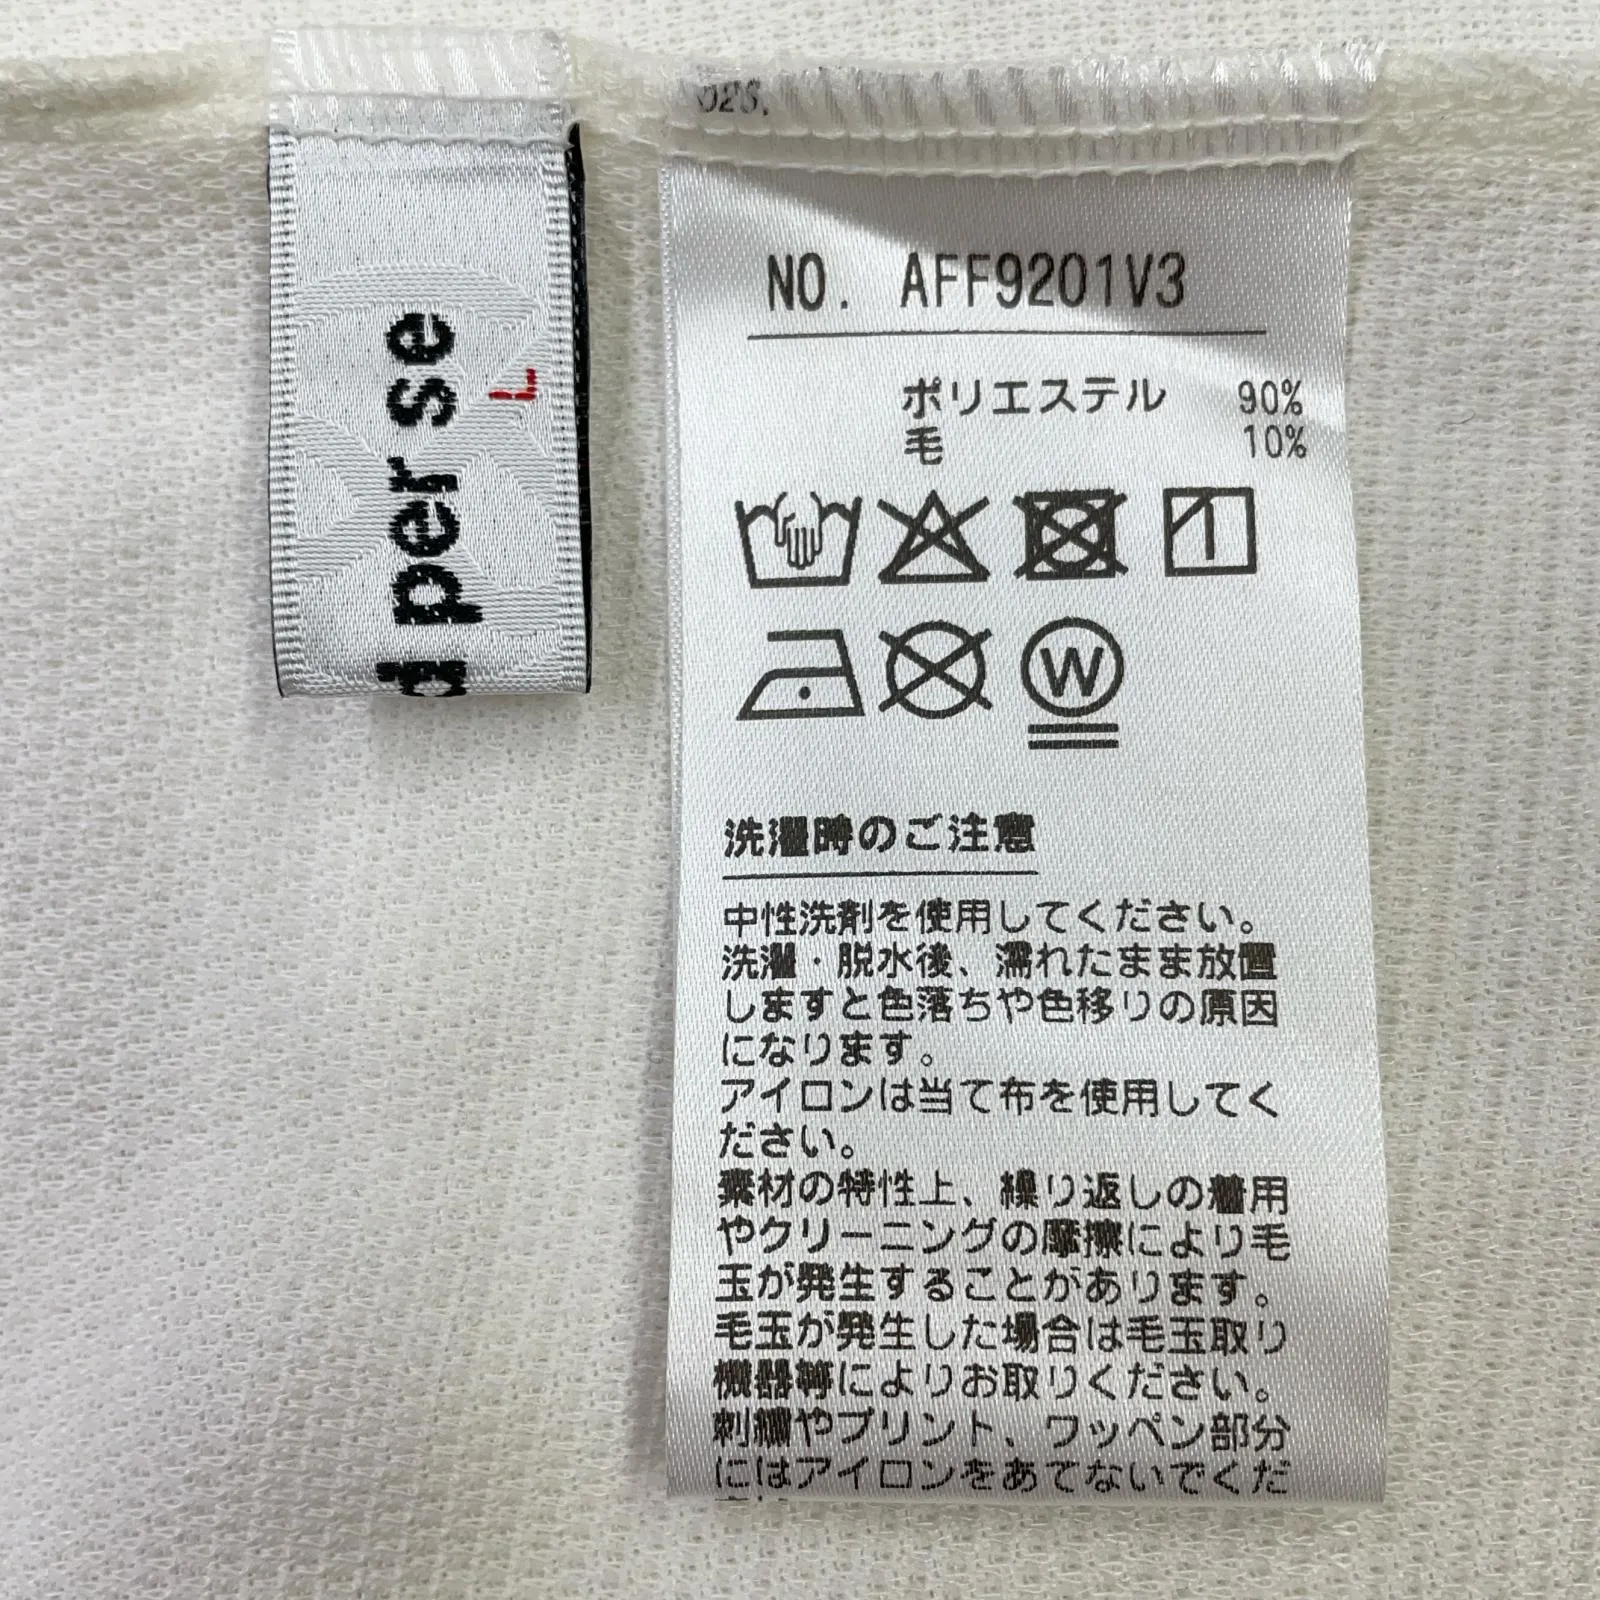 per se
L
NO. AFF9201V3
ポリエステル 90%
毛 10%
W
洗濯時のご注意
中性洗剤を使用してください。
洗濯・脱水後、濡れたまま放置
しますと色落ちや色移りの原因
になります。
アイロンは当て布を使用してく
ださい。
素材の特性上、繰り返しの着用
やクリーニングの摩擦により毛
玉が発生することがあります。
毛玉が発生した場合は毛玉取り
機器等によりお取りください。
刺繍やプリント、ワッペン部分
にはアイロンをあてないでくだ